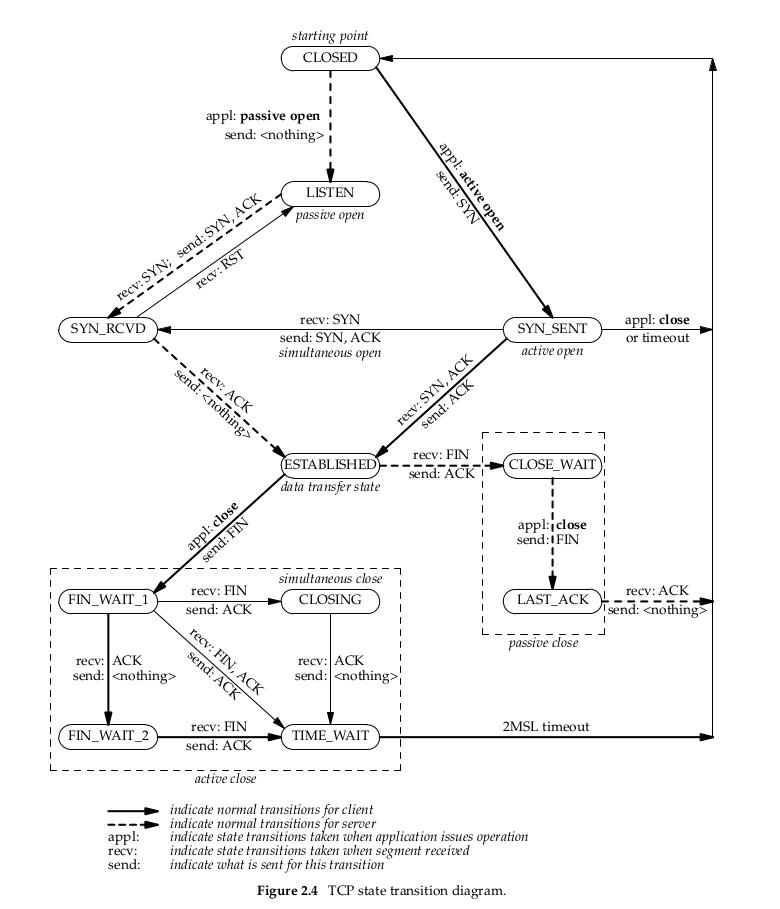 starting point
CLOSED
appl: passive open
send: <nothing>
appl: active open
send: SYN
LISTEN
passive open
recv: SYN; send: SYN, ACK
recv: RST
SYN_RCVD
recv: SYN
send: SYN, ACK
simultaneous open
SYN_SENT
active open
appl: close
or timeout
recv: ACK
send: <nothing>
recv: SYN, ACK
send: ACK
ESTABLISHED
data transfer state
recv: FIN
send: ACK
CLOSE_WAIT
appl: close
send: FIN
appl: close
send: FIN
LAST_ACK
recv: ACK
send: <nothing>
passive close
simultaneous close
FIN_WAIT_1
recv: FIN
send: ACK
CLOSING
recv: ACK
send: <nothing>
recv: FIN, ACK
send: ACK
recv: ACK
send: <nothing>
FIN_WAIT_2
recv: FIN
send: ACK
TIME_WAIT
2MSL timeout
active close
indicate normal transitions for client
indicate normal transitions for server
appl: indicate state transitions taken when application issues operation
recv: indicate state transitions taken when segment received
send: indicate what is sent for this transition
Figure 2.4 TCP state transition diagram.